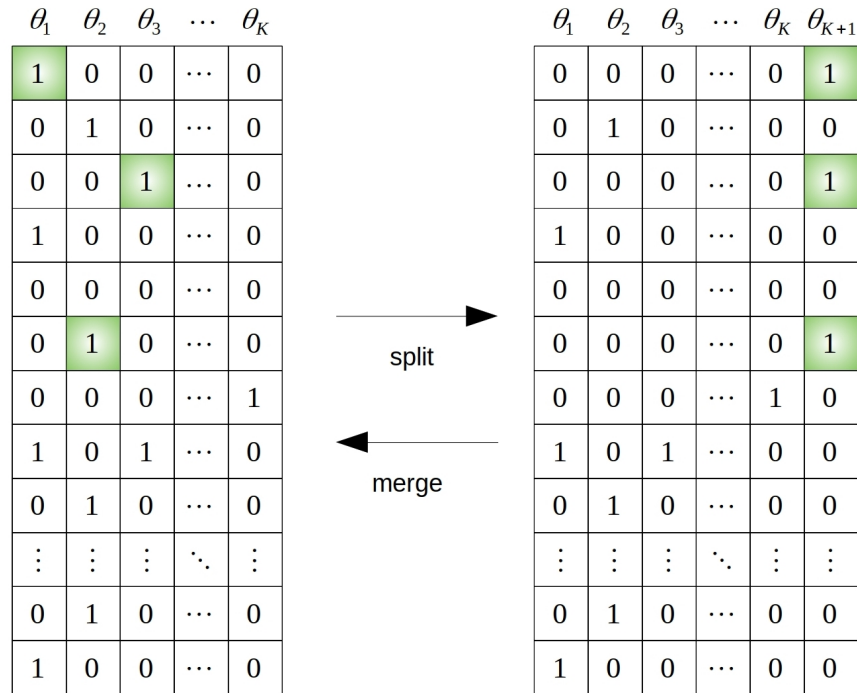 θ1 θ2 θ3 ⋯ θK θ1 θ2 θ3 ⋯ θK θK+1
1 0 0 ⋯ 0 0 0 0 ⋯ 0 1
0 1 0 ⋯ 0 0 1 0 ⋯ 0 0
0 0 1 ⋯ 0 0 0 0 ⋯ 0 1
1 0 0 ⋯ 0 1 0 0 ⋯ 0 0
0 0 0 ⋯ 0 0 0 0 ⋯ 0 0
0 1 0 ⋯ 0 0 0 0 ⋯ 0 1
split
0 0 0 ⋯ 1 0 0 0 ⋯ 1 0
1 0 1 ⋯ 0 1 0 1 ⋯ 0 0
merge
0 1 0 ⋯ 0 0 1 0 ⋯ 0 0
⋮ ⋮ ⋮ ⋱ ⋮ ⋮ ⋮ ⋮ ⋱ ⋮ ⋮
0 1 0 ⋯ 0 0 1 0 ⋯ 0 0
1 0 0 ⋯ 0 1 0 0 ⋯ 0 0